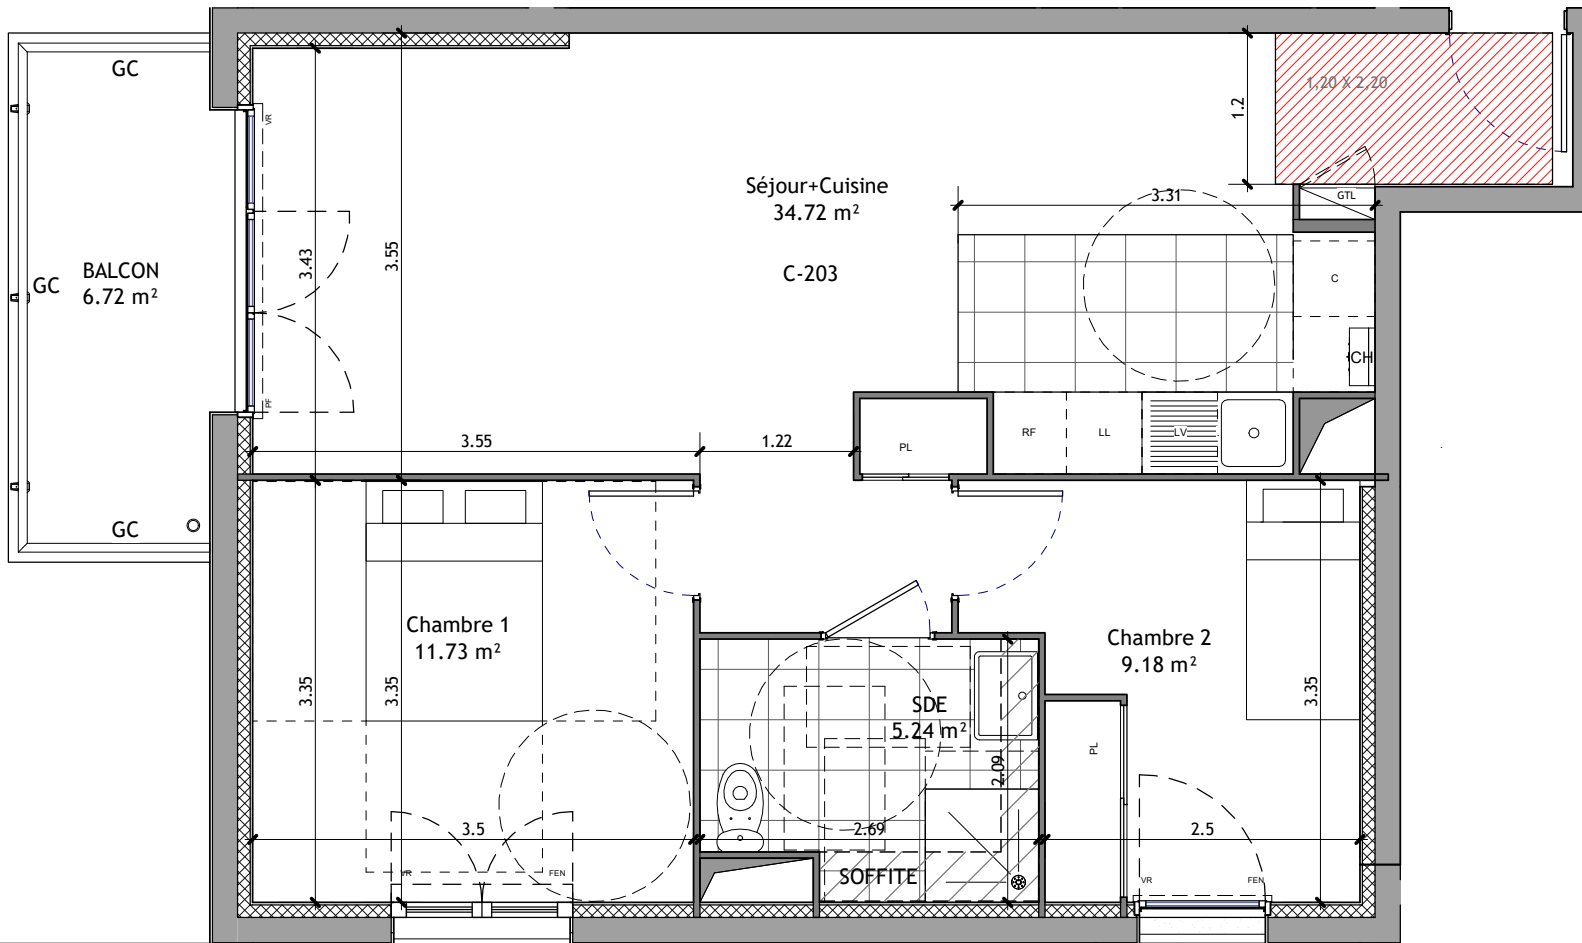 GC
1,20 X 2,20
VR
1.2
Séjour+Cuisine
34.72 m²
3.31
GTL
3.43
3.55
BALCON
6.72 m²
GC
C-203
C
CH
PF
3.55
1.22
PL
RF
LL
LV
GC
Chambre 1
11.73 m²
Chambre 2
9.18 m²
3.35
3.35
SDE
5.24 m²
3.35
PL
2.09
3.5
2.69
2.5
VR
FEN
SOFFITE
VR
FEN